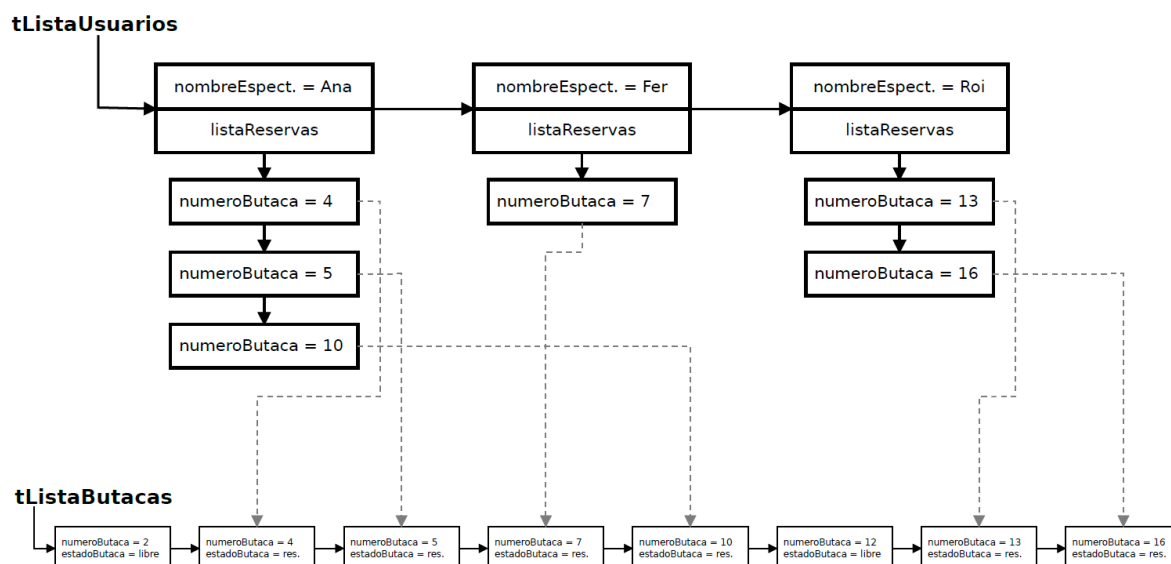 tListaUsuarios
nombreEspect. = Ana
listaReservas
nombreEspect. = Fer
listaReservas
nombreEspect. = Roi
listaReservas
numeroButaca = 4
numeroButaca = 5
numeroButaca = 10
numeroButaca = 7
numeroButaca = 13
numeroButaca = 16
tListaButacas
numeroButaca = 2
estadoButaca = libre
numeroButaca = 4
estadoButaca = res.
numeroButaca = 5
estadoButaca = res.
numeroButaca = 7
estadoButaca = res.
numeroButaca = 10
estadoButaca = res.
numeroButaca = 12
estadoButaca = libre
numeroButaca = 13
estadoButaca = res.
numeroButaca = 16
estadoButaca = res.